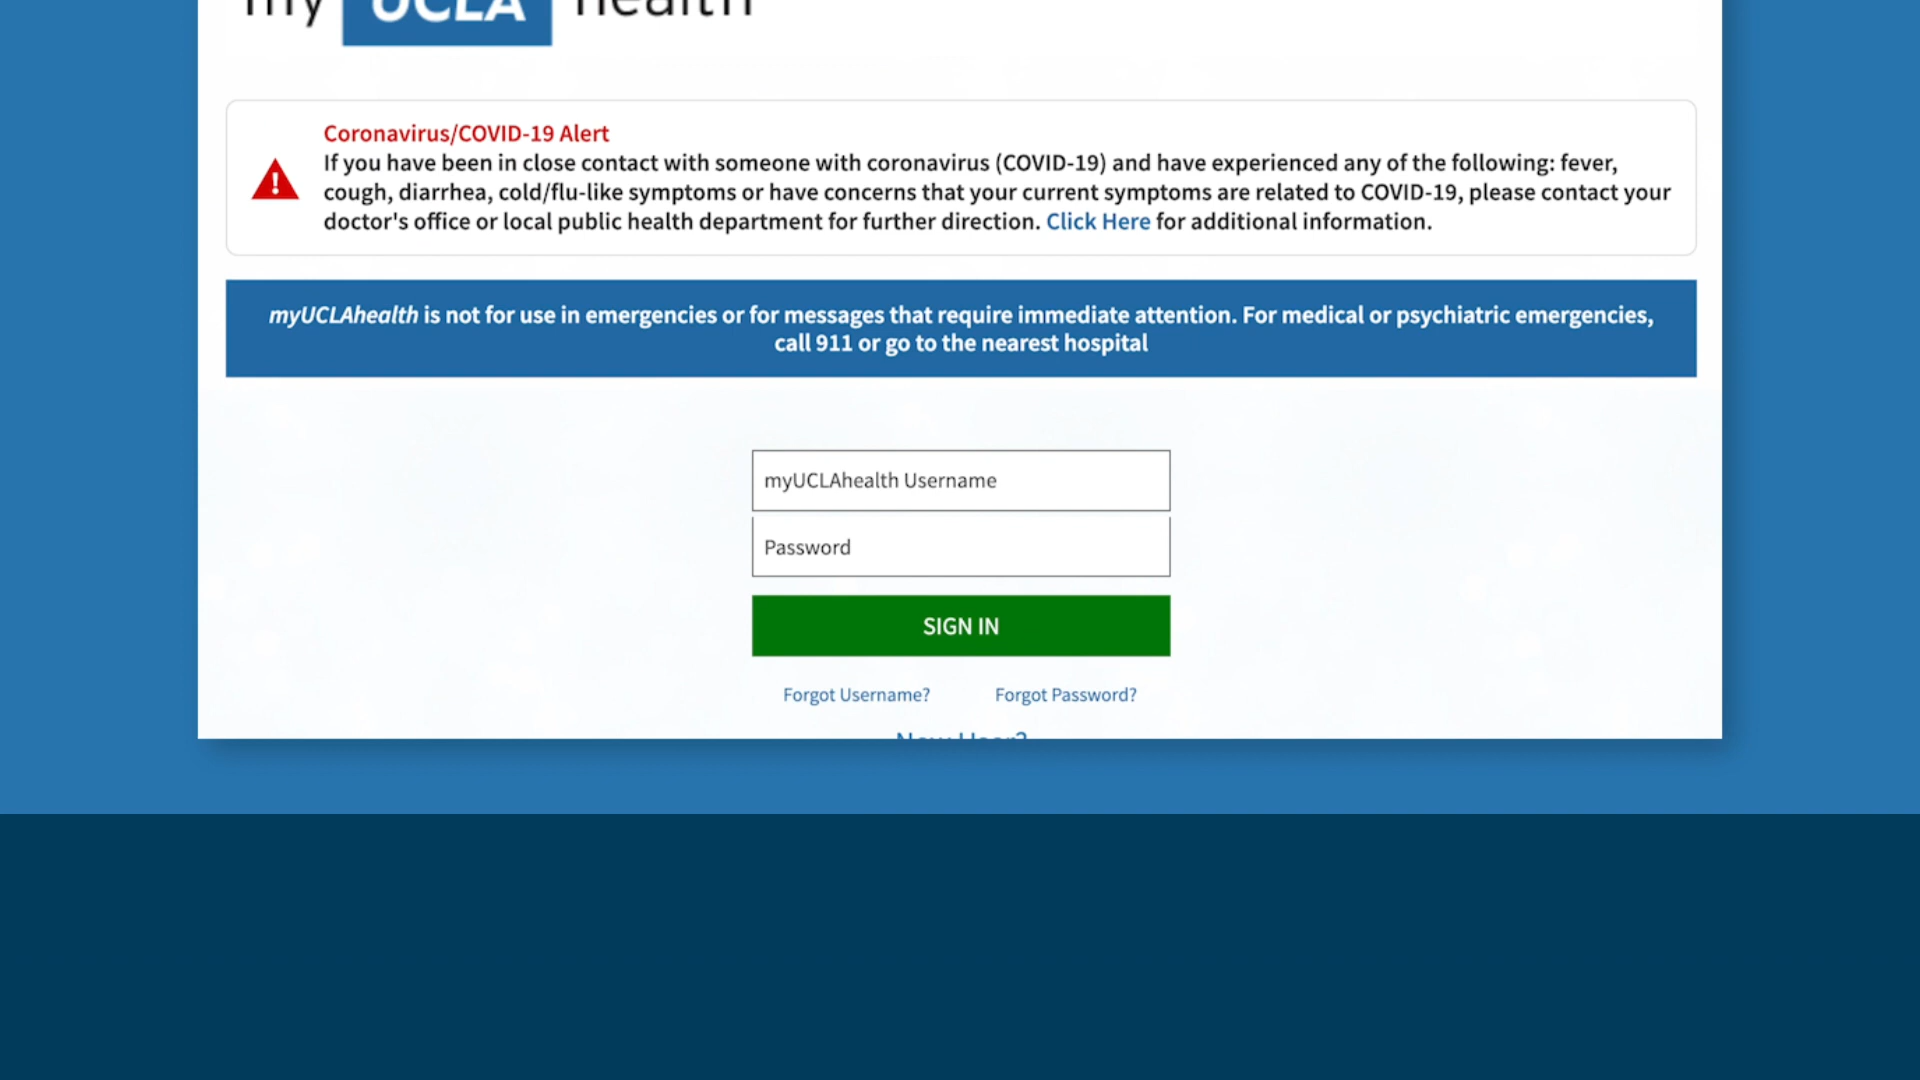 my UCLA health
Coronavirus/COVID-19 Alert
If you have been in close contact with someone with coronavirus (COVID-19) and have experienced any of the following: fever,
cough, diarrhea, cold/flu-like symptoms or have concerns that your current symptoms are related to COVID-19, please contact your
doctor's office or local public health department for further direction. Click Here for additional information.
myUCLAhealth is not for use in emergencies or for messages that require immediate attention. For medical or psychiatric emergencies,
call 911 or go to the nearest hospital
myUCLAhealth Username
Password
SIGN IN
Forgot Username? Forgot Password?
New User?